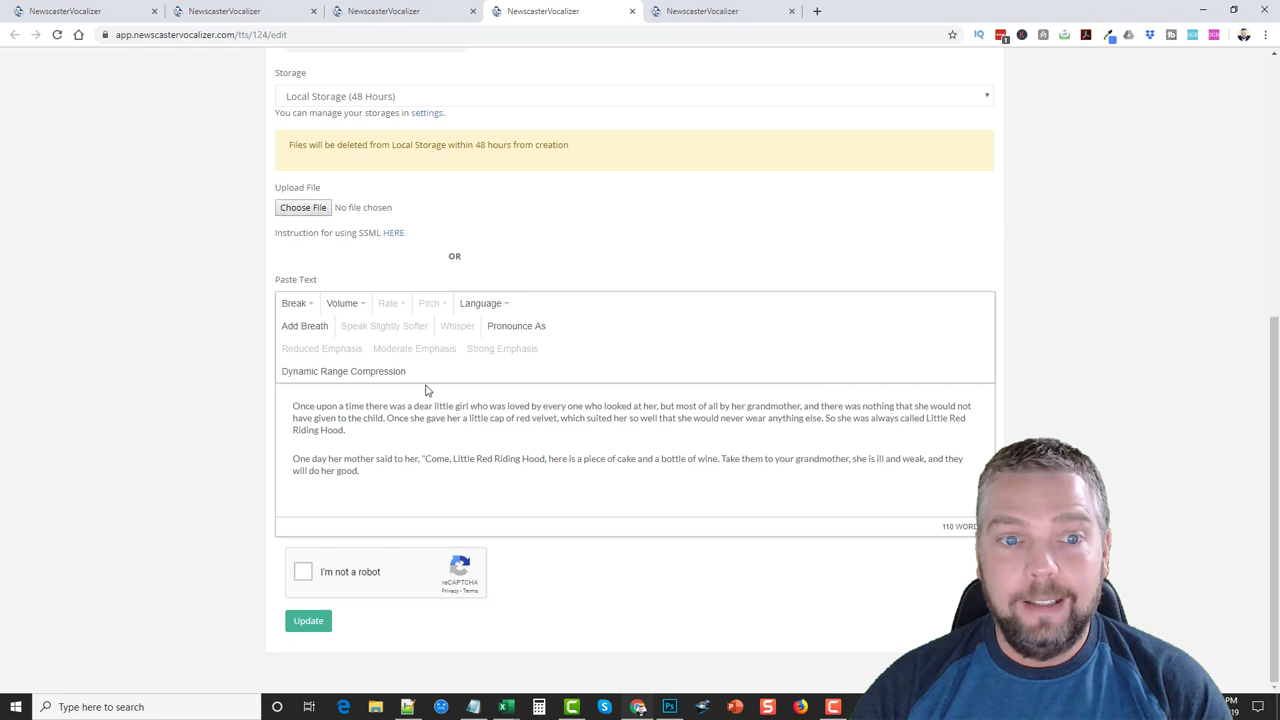 NewscasterVocalizer
NewscasterVocalizer
NewscasterVocalizer
NewscasterVocalizer
NewscasterVocalizer
app.newscastervocalizer.com/tts/124/edit
Storage
Local Storage (48 Hours)
You can manage your storages in settings.
Files will be deleted from Local Storage within 48 hours from creation
Upload File
Choose File No file chosen
Instruction for using SSML HERE
OR
Paste Text
Break Volume Rate Pitch Language
Add Breath Speak Slightly Softer Whisper Pronounce As
Reduced Emphasis Moderate Emphasis Strong Emphasis
Dynamic Range Compression
Once upon a time there was a dear little girl who was loved by every one who looked at her, but most of all by her grandmother, and there was nothing that she would not
have given to the child. Once she gave her a little cap of red velvet, which suited her so well that she would never wear anything else. So she was always called Little Red
Riding Hood.
One day her mother said to her, "Come, Little Red Riding Hood, here is a piece of cake and a bottle of wine. Take them to your grandmother, she is ill and weak, and they
will do her good.
110 WORD
I'm not a robot
reCAPTCHA
Privacy - Terms
Update
Type here to search